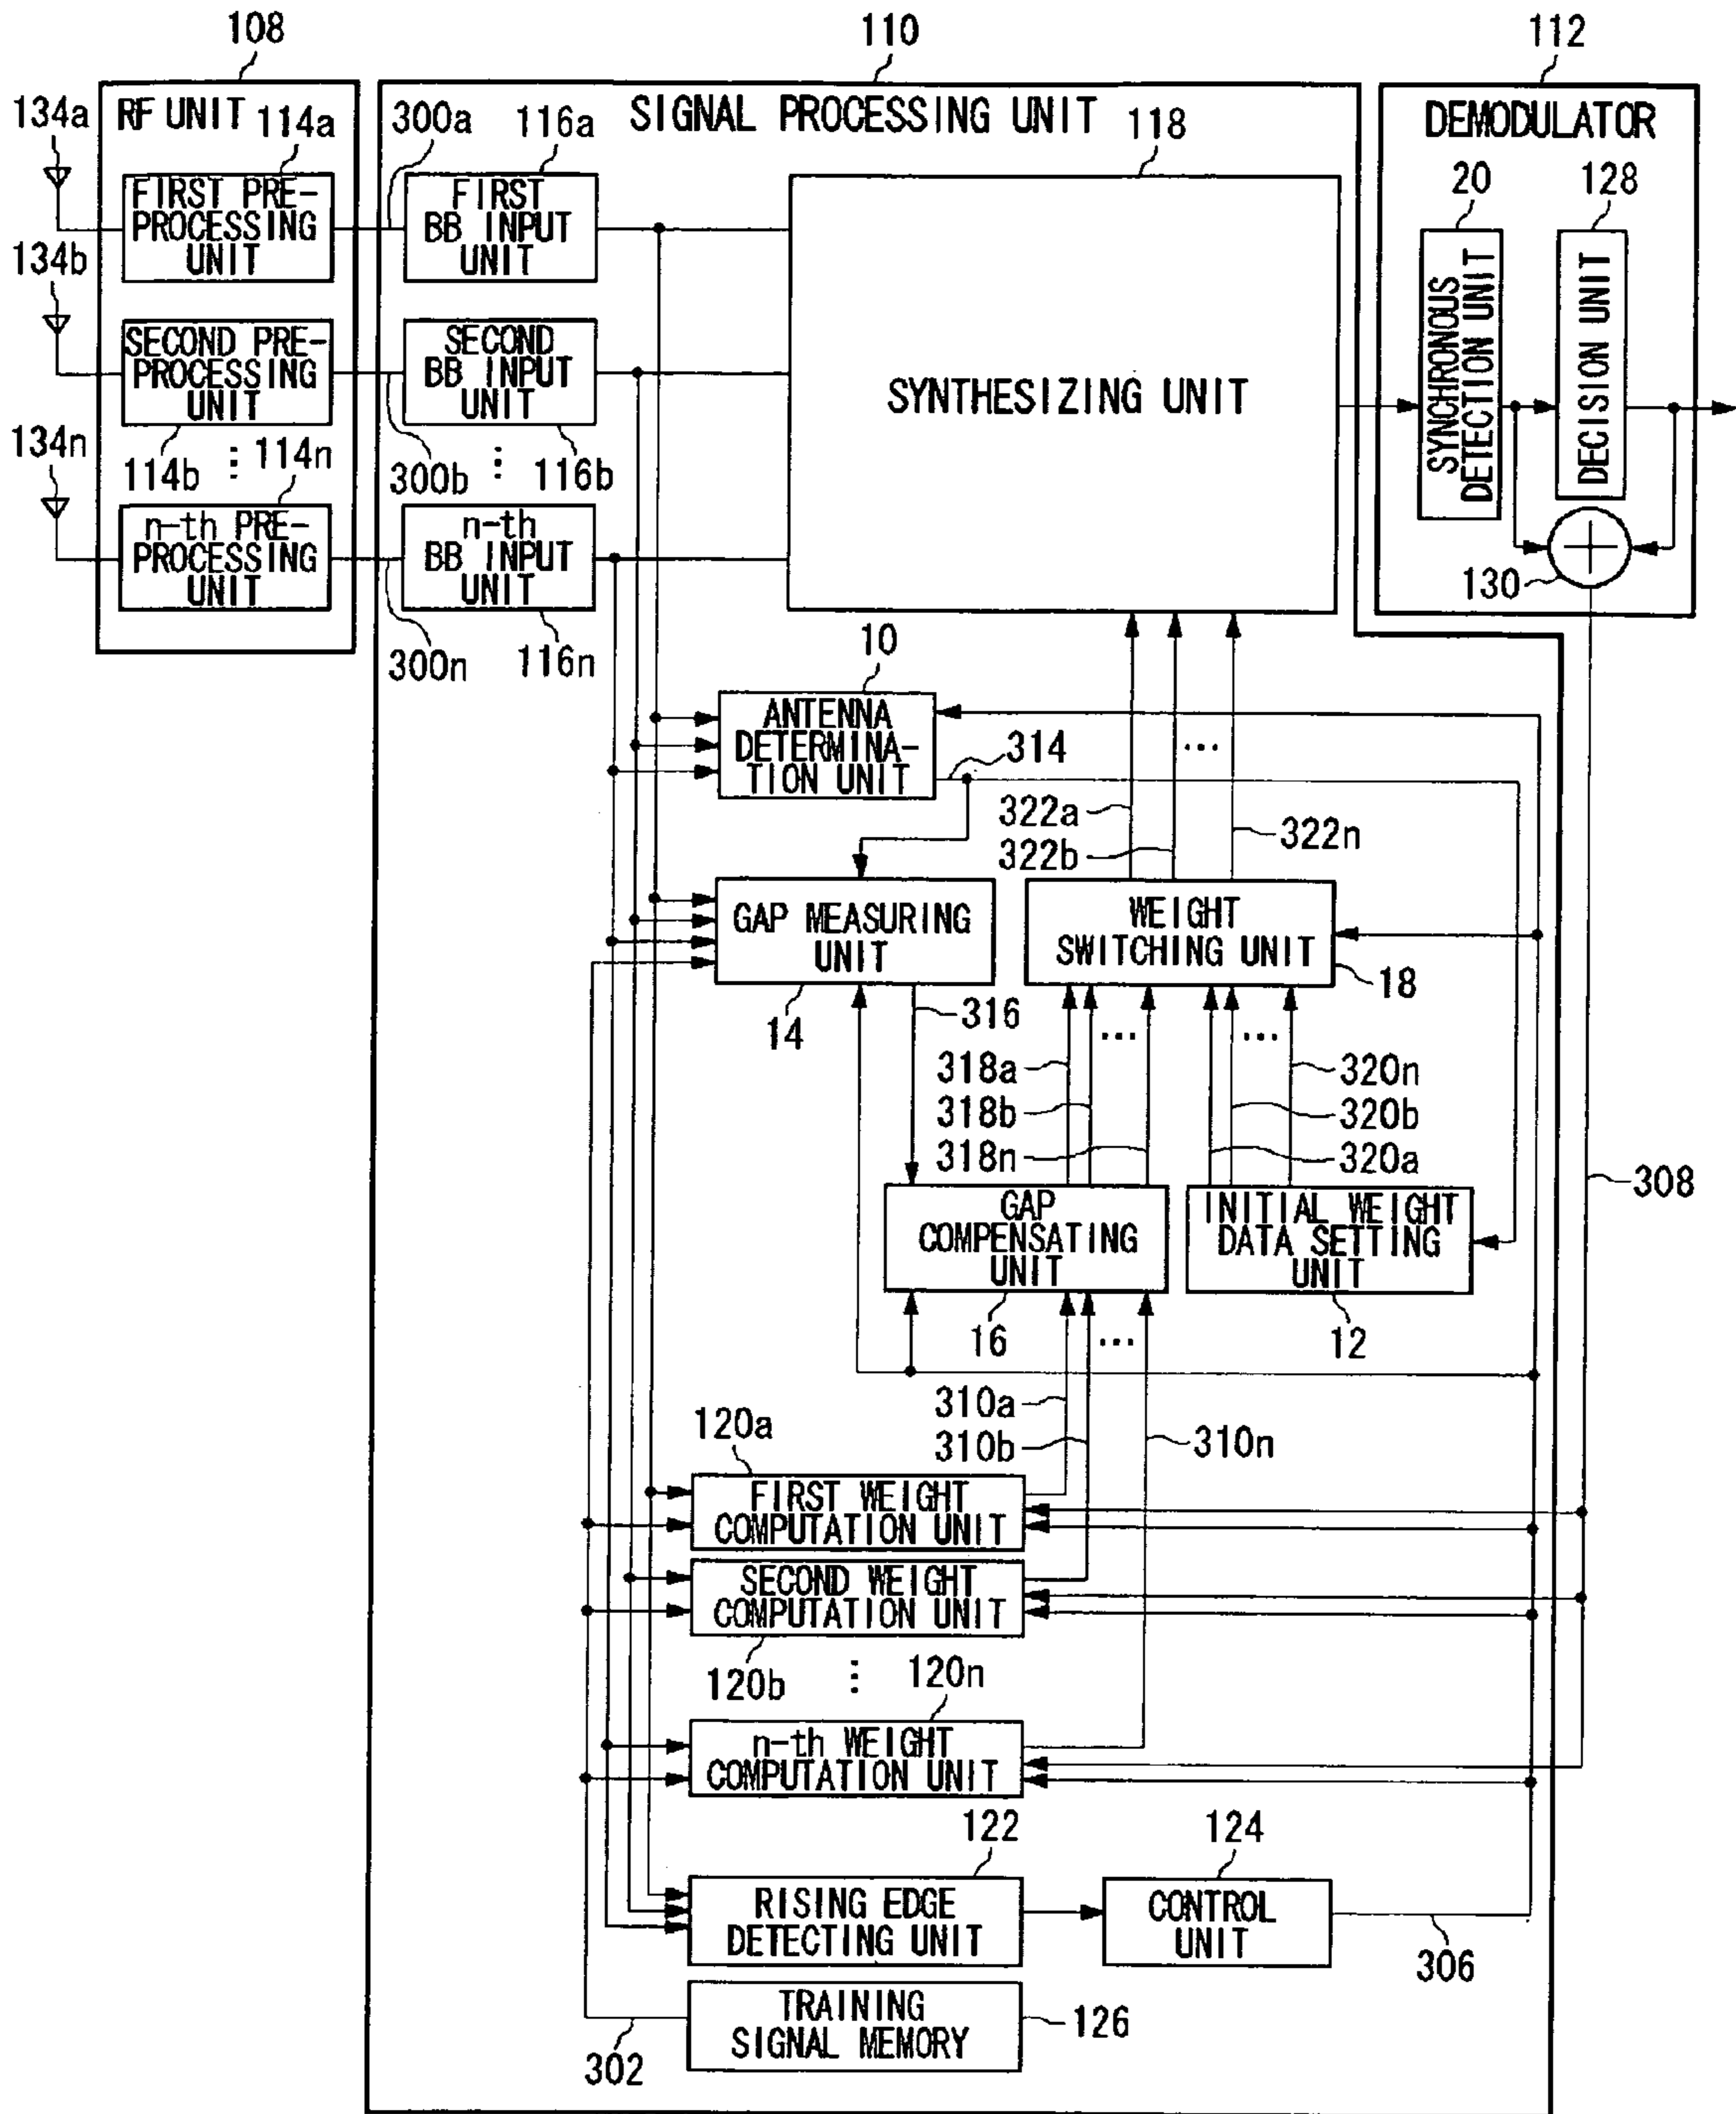 108
110
112
134a
RF UNIT
114a
300a
116a
SIGNAL PROCESSING UNIT
118
DEMODULATOR
FIRST PRE-
PROCESSING
UNIT
FIRST
BB INPUT
UNIT
20
128
134b
SECOND PRE-
PROCESSING
UNIT
SECOND
BB INPUT
UNIT
SYNTHESIZING UNIT
SYNCHRONOUS
DETECTION UNIT
DECISION UNIT
134n
114b
⋮
114n
300b
⋮
116b
n-th PRE-
PROCESSING
UNIT
n-th
BB INPUT
UNIT
130
300n
116n
10
ANTENNA
DETERMINA-
TION UNIT
314
...
322a
322b
322n
GAP MEASURING
UNIT
WEIGHT
SWITCHING UNIT
14
316
18
...
...
318a
318b
318n
320n
320b
320a
308
GAP
COMPENSATING
UNIT
INITIAL WEIGHT
DATA SETTING
UNIT
16
...
12
310a
310b
310n
120a
FIRST WEIGHT
COMPUTATION UNIT
SECOND WEIGHT
COMPUTATION UNIT
120b
⋮
120n
n-th WEIGHT
COMPUTATION UNIT
122
124
RISING EDGE
DETECTING UNIT
CONTROL
UNIT
306
TRAINING
SIGNAL MEMORY
126
302